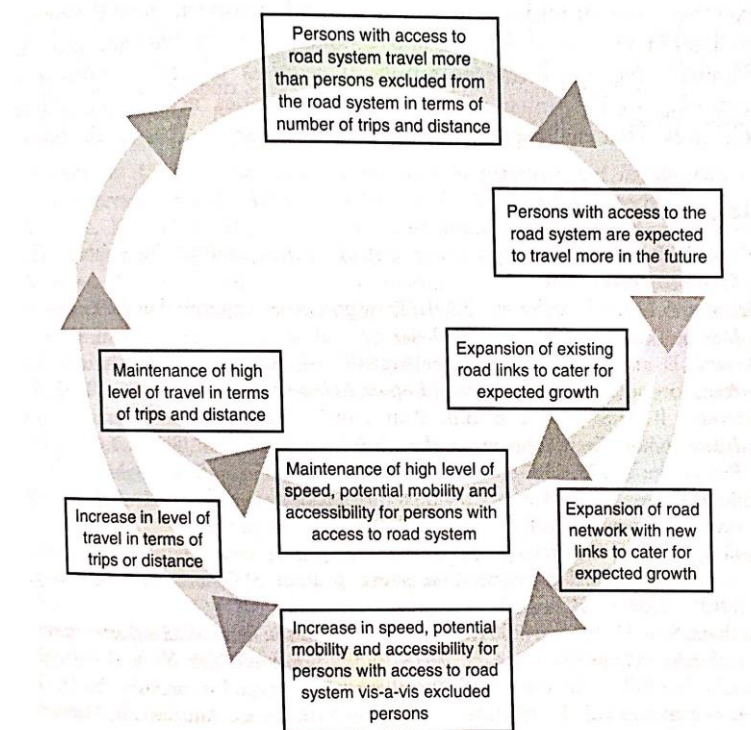 Persons with access to
road system travel more
than persons excluded from
the road system in terms of
number of trips and distance
Persons with access to the
road system are expected
to travel more in the future
Maintenance of high
level of travel in terms
of trips and distance
Expansion of existing
road links to cater for
expected growth
Maintenance of high level of
speed, potential mobility and
accessibility for persons with
access to road system
Increase in level of
travel in terms of
trips or distance
Expansion of road
network with new
links to cater for
expected growth
Increase in speed, potential
mobility and accessibility for
persons with access to road
system vis-a-vis excluded
persons